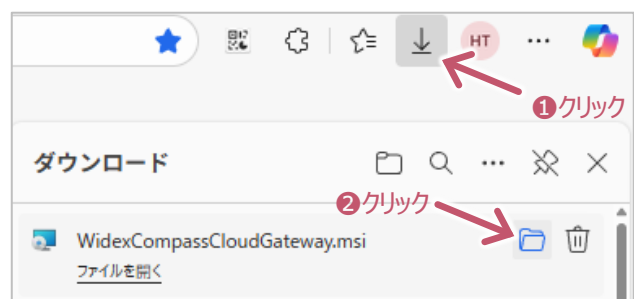 HT
❶クリック
ダウンロード
❷クリック
WidexCompassCloudGateway.msi
ファイルを開く